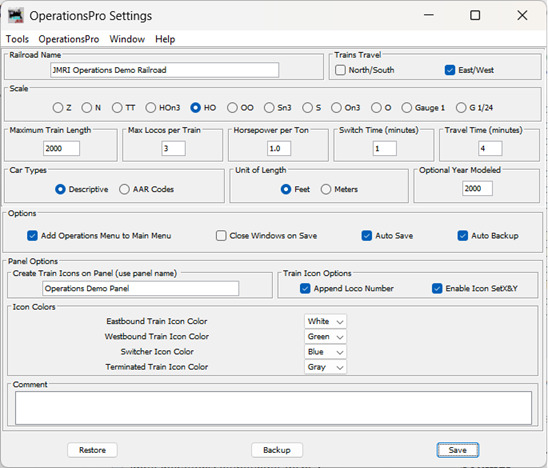 OperationsPro Settings
Tools OperationsPro Window Help
Railroad Name
Trains Travel
JMRI Operations Demo Railroad
North/South East/West
Scale
Z N TT HOn3 HO OO Sn3 S On3 O Gauge 1 G 1/24
Maximum Train Length Max Locos per Train Horsepower per Ton Switch Time (minutes) Travel Time (minutes)
2000 3 1.0 1 4
Car Types Unit of Length Optional Year Modeled
Descriptive AAR Codes Feet Meters 2000
Options
Add Operations Menu to Main Menu Close Windows on Save Auto Save Auto Backup
Panel Options
Create Train Icons on Panel (use panel name) Train Icon Options
Operations Demo Panel Append Loco Number Enable Icon SetX&Y
Icon Colors
Eastbound Train Icon Color White
Westbound Train Icon Color Green
Switcher Icon Color Blue
Terminated Train Icon Color Gray
Comment
Restore Backup Save